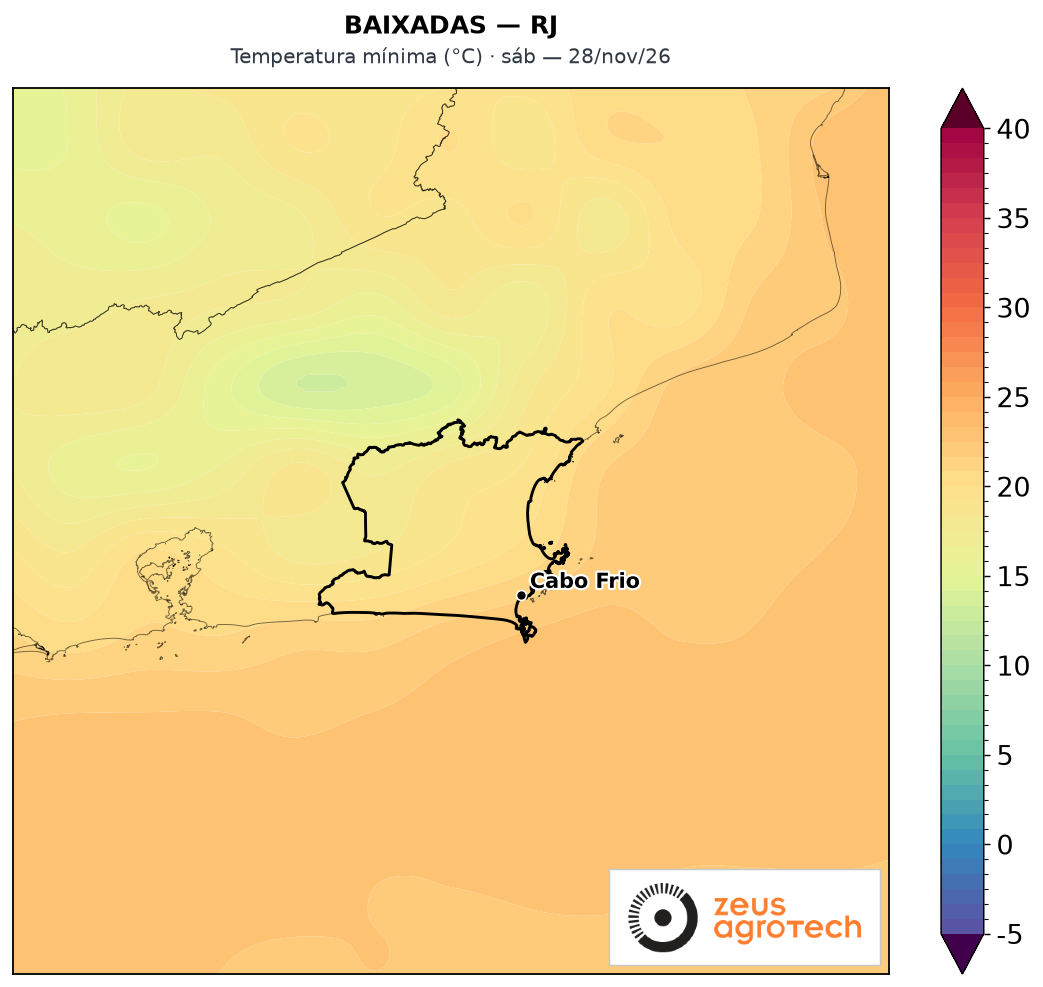 BAIXADAS — RJ
Temperatura mínima (°C) · sáb — 28/nov/26
40
35
30
25
20
15
10
5
0
-5
Cabo Frio
zeus
agrotech